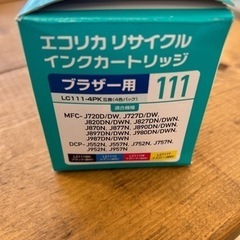 エコリカ リサイクル
インクカートリッジ
ブラザー用 111
LC111-4PK 互換(4色パック)
適合機種
MFC- J720D/DW, J727D/DW,
J820DN/DWN, J827DN/DWN,
J870N, J877N, J890DN/DWN,
J897DN/DWN, J980DN/DWN,
J987DN/DWN
DCP- J552N, J557N, J752N, J757N,
J952N, J957N